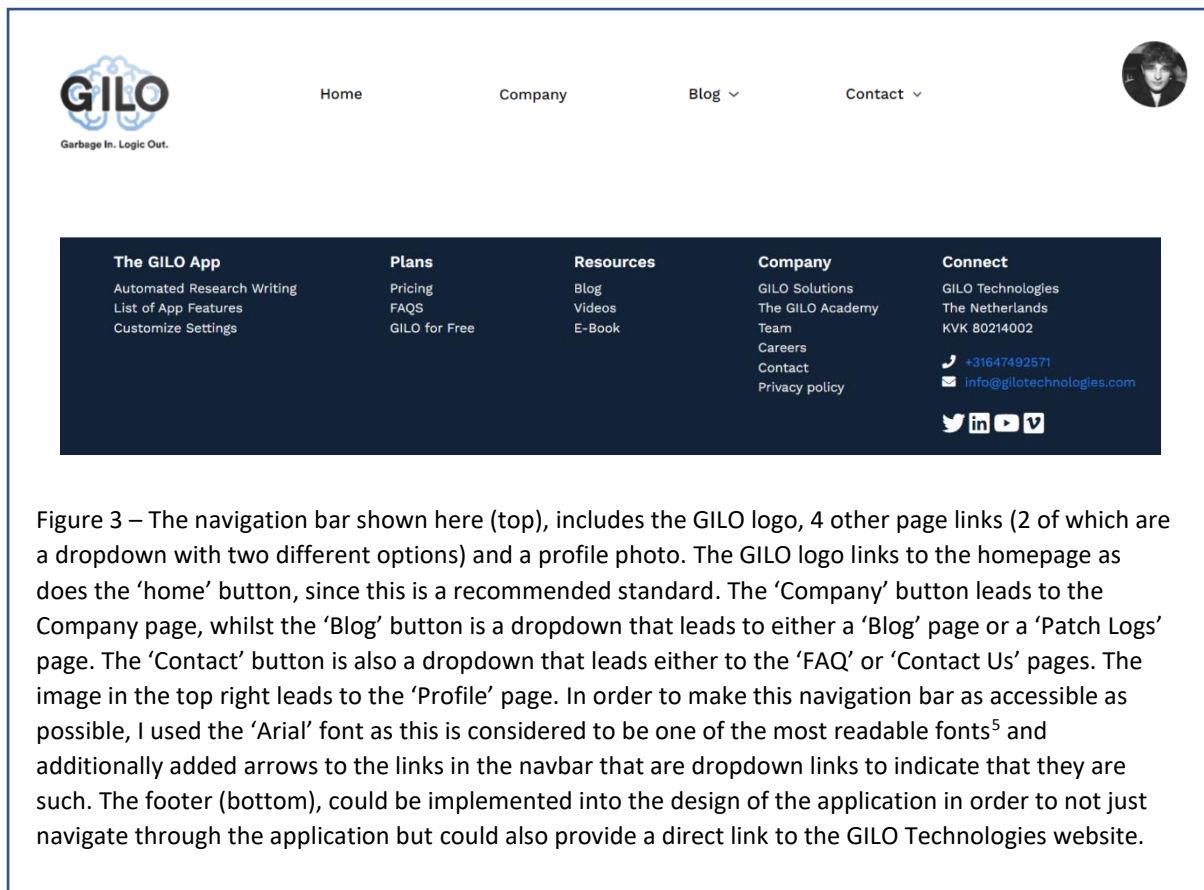 GILO
Garbage In. Logic Out.
Home
Company
Blog
Contact
The GILO App
Automated Research Writing
List of App Features
Customize Settings
Plans
Pricing
FAQS
GILO for Free
Resources
Blog
Videos
E-Book
Company
GILO Solutions
The GILO Academy
Team
Careers
Contact
Privacy policy
Connect
GILO Technologies
The Netherlands
KVK 80214002
+31647492571
info@gilotechnologies.com
Figure 3 – The navigation bar shown here (top), includes the GILO logo, 4 other page links (2 of which are
a dropdown with two different options) and a profile photo. The GILO logo links to the homepage as
does the ‘home’ button, since this is a recommended standard. The ‘Company’ button leads to the
Company page, whilst the ‘Blog’ button is a dropdown that leads to either a ‘Blog’ page or a ‘Patch Logs’
page. The ‘Contact’ button is also a dropdown that leads either to the ‘FAQ’ or ‘Contact Us’ pages. The
image in the top right leads to the ‘Profile’ page. In order to make this navigation bar as accessible as
possible, I used the ‘Arial’ font as this is considered to be one of the most readable fonts⁵ and
additionally added arrows to the links in the navbar that are dropdown links to indicate that they are
such. The footer (bottom), could be implemented into the design of the application in order to not just
navigate through the application but could also provide a direct link to the GILO Technologies website.